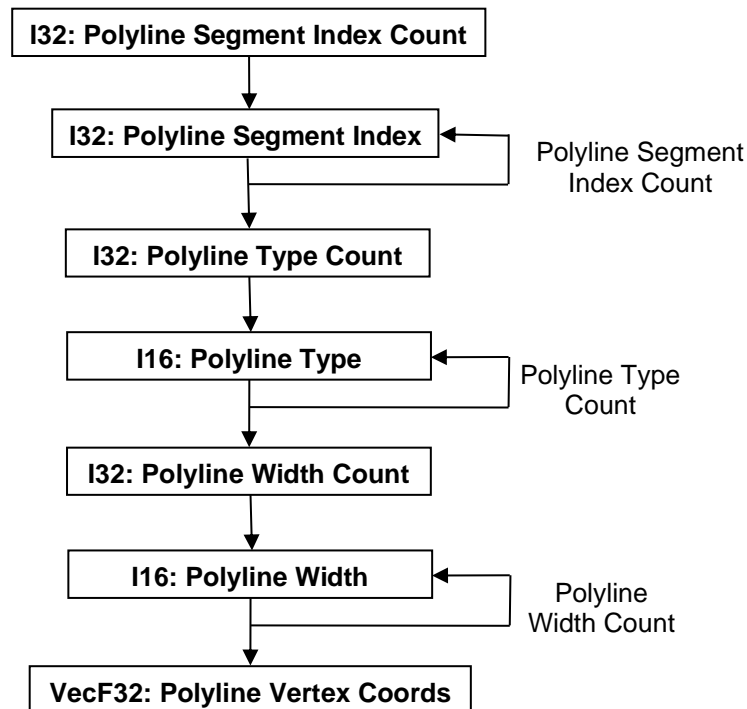 I32: Polyline Segment Index Count
I32: Polyline Segment Index
Polyline Segment
Index Count
I32: Polyline Type Count
I16: Polyline Type
Polyline Type
Count
I32: Polyline Width Count
I16: Polyline Width
Polyline
Width Count
VecF32: Polyline Vertex Coords